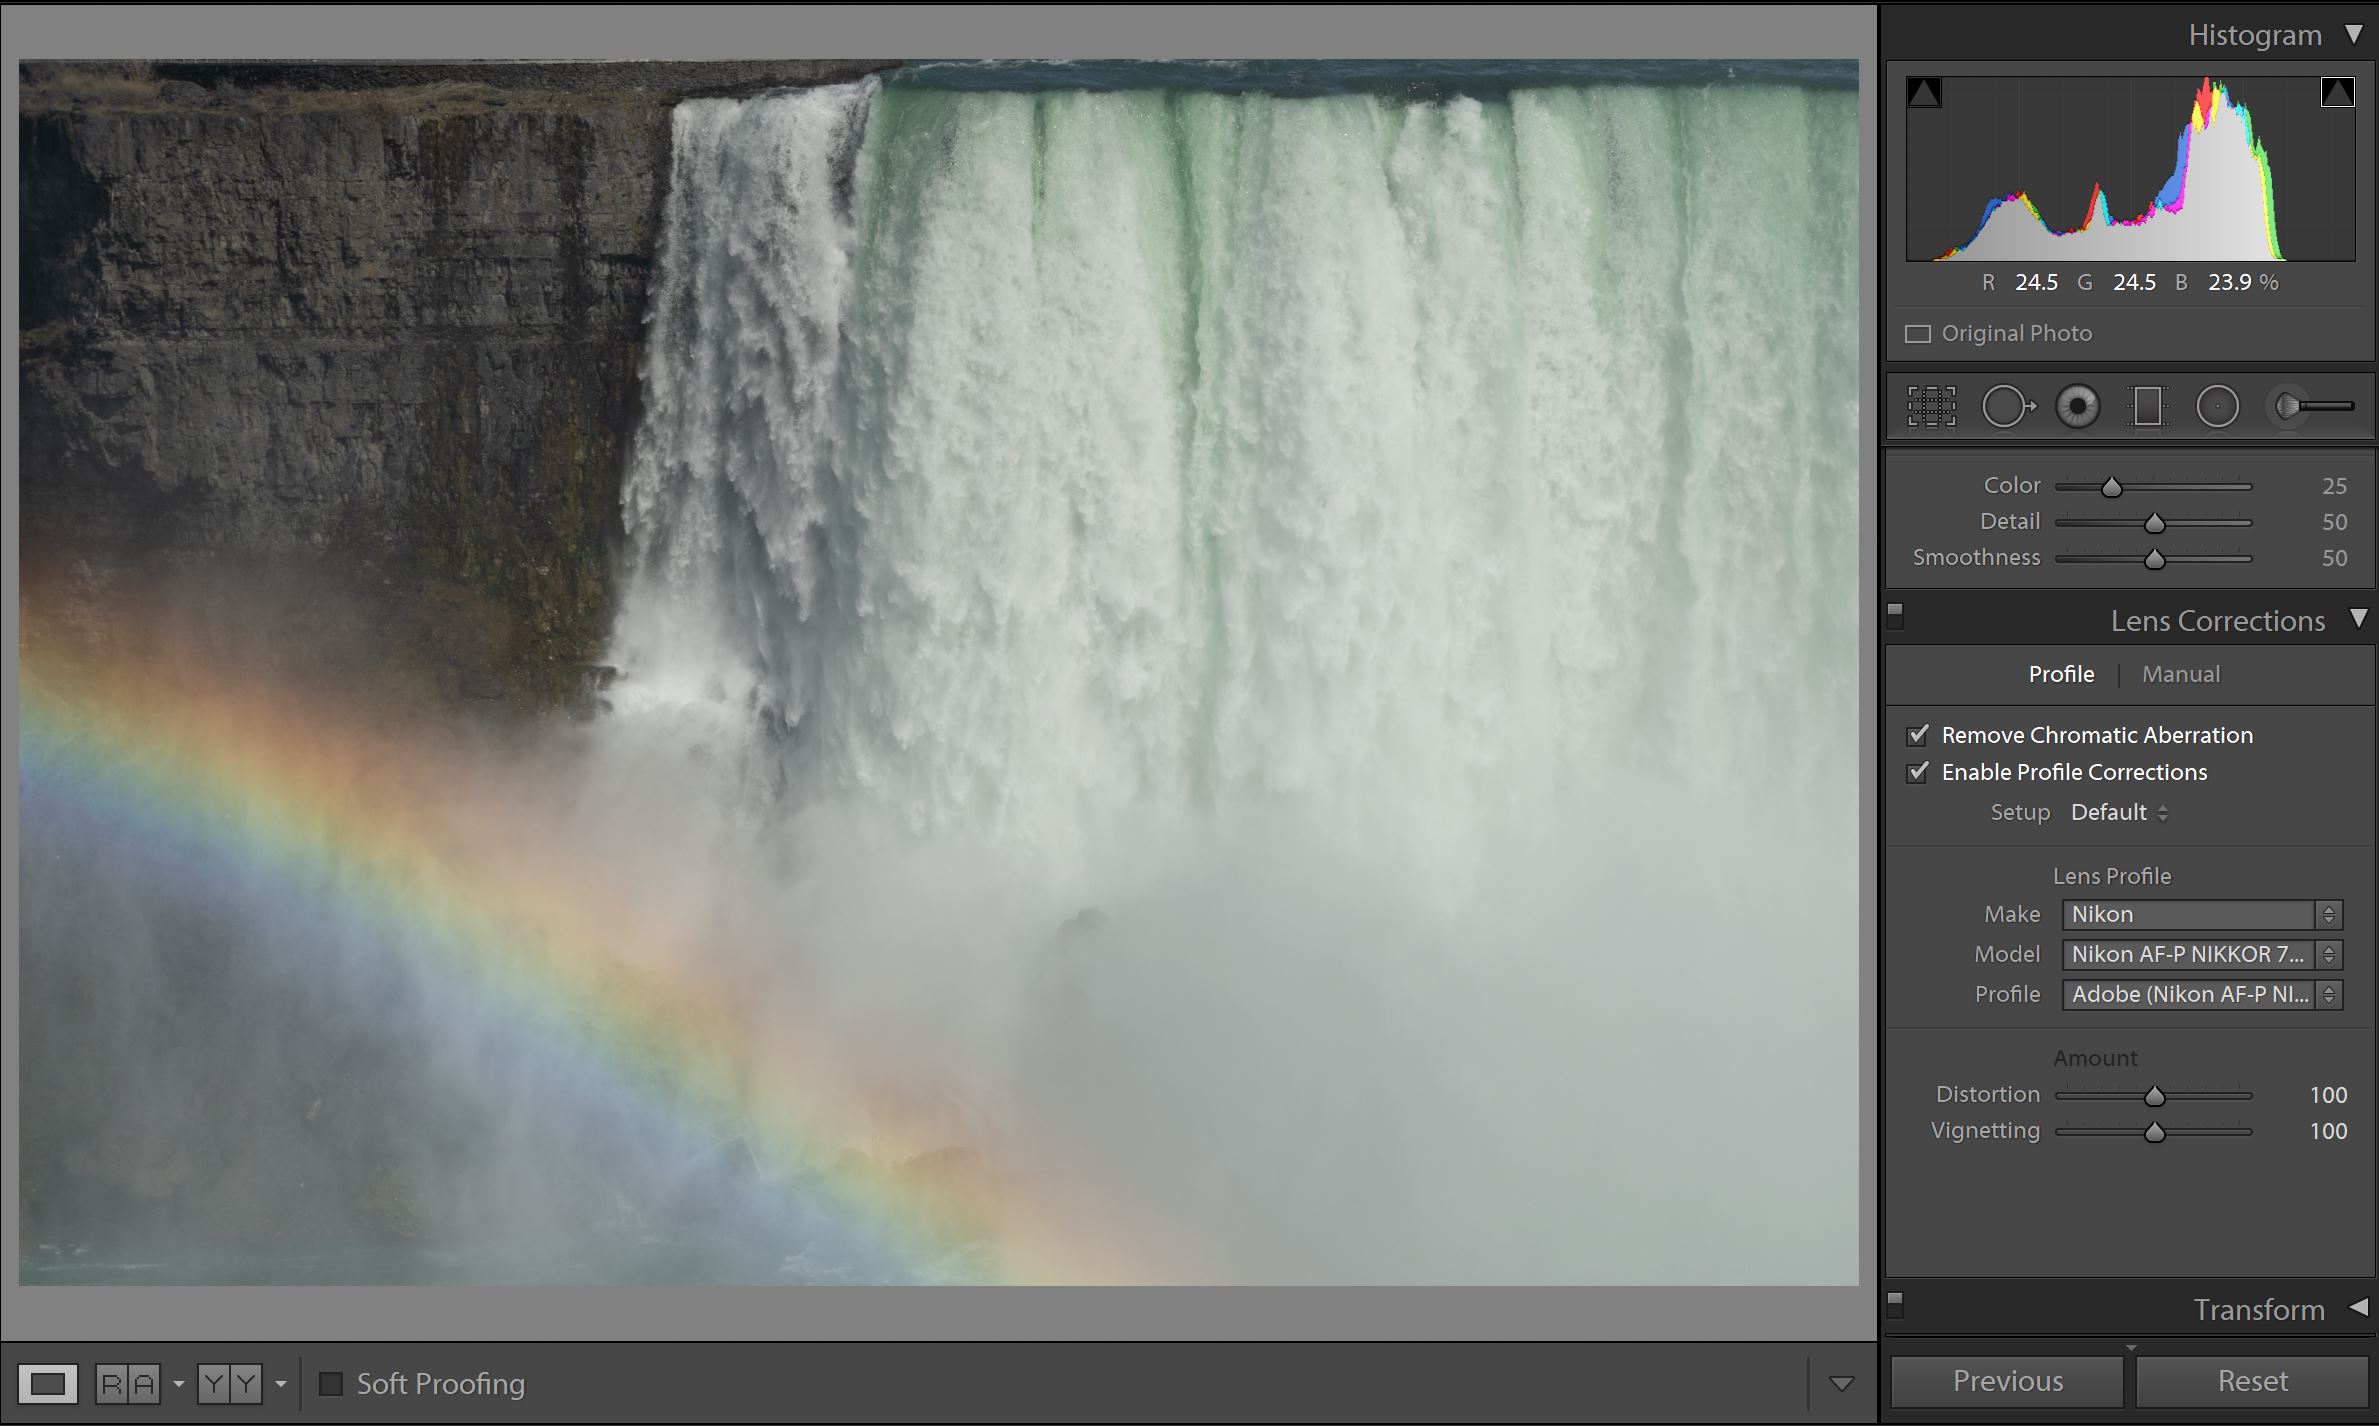 Histogram
R 24.5 G 24.5 B 23.9 %
Original Photo
Color 25
Detail 50
Smoothness 50
Lens Corrections
Profile | Manual
Remove Chromatic Aberration
Enable Profile Corrections
Setup Default
Lens Profile
Make Nikon
Model Nikon AF-P NIKKOR 7...
Profile Adobe (Nikon AF-P NI...
Amount
Distortion 100
Vignetting 100
Transform
R A Y Y Soft Proofing
Previous Reset